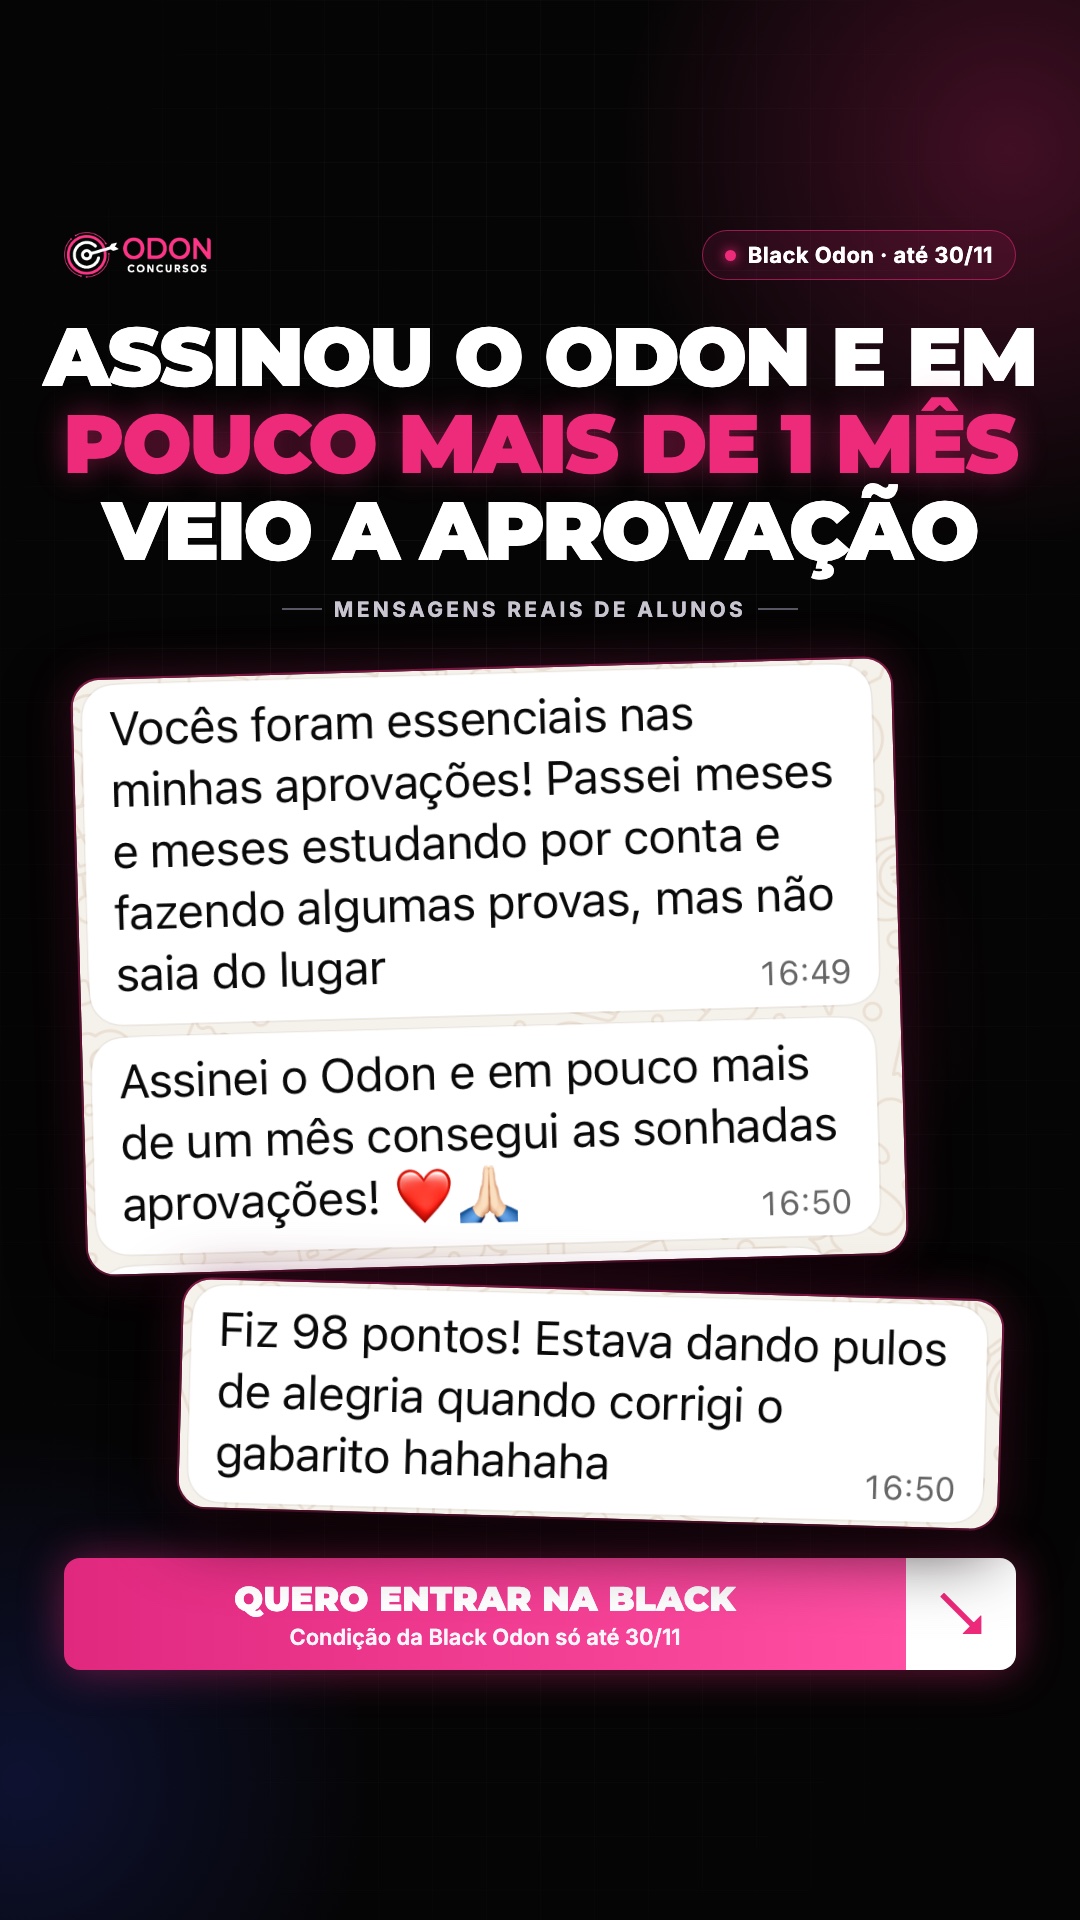 ODON
CONCURSOS
Black Odon · até 30/11
ASSINOU O ODON E EM
POUCO MAIS DE 1 MÊS
VEIO A APROVAÇÃO
MENSAGENS REAIS DE ALUNOS
Vocês foram essenciais nas
minhas aprovações! Passei meses
e meses estudando por conta e
fazendo algumas provas, mas não
saia do lugar
16:49
Assinei o Odon e em pouco mais
de um mês consegui as sonhadas
aprovações! ❤️🙏🏻
16:50
Fiz 98 pontos! Estava dando pulos
de alegria quando corrigi o
gabarito hahahaha
16:50
QUERO ENTRAR NA BLACK
Condição da Black Odon só até 30/11